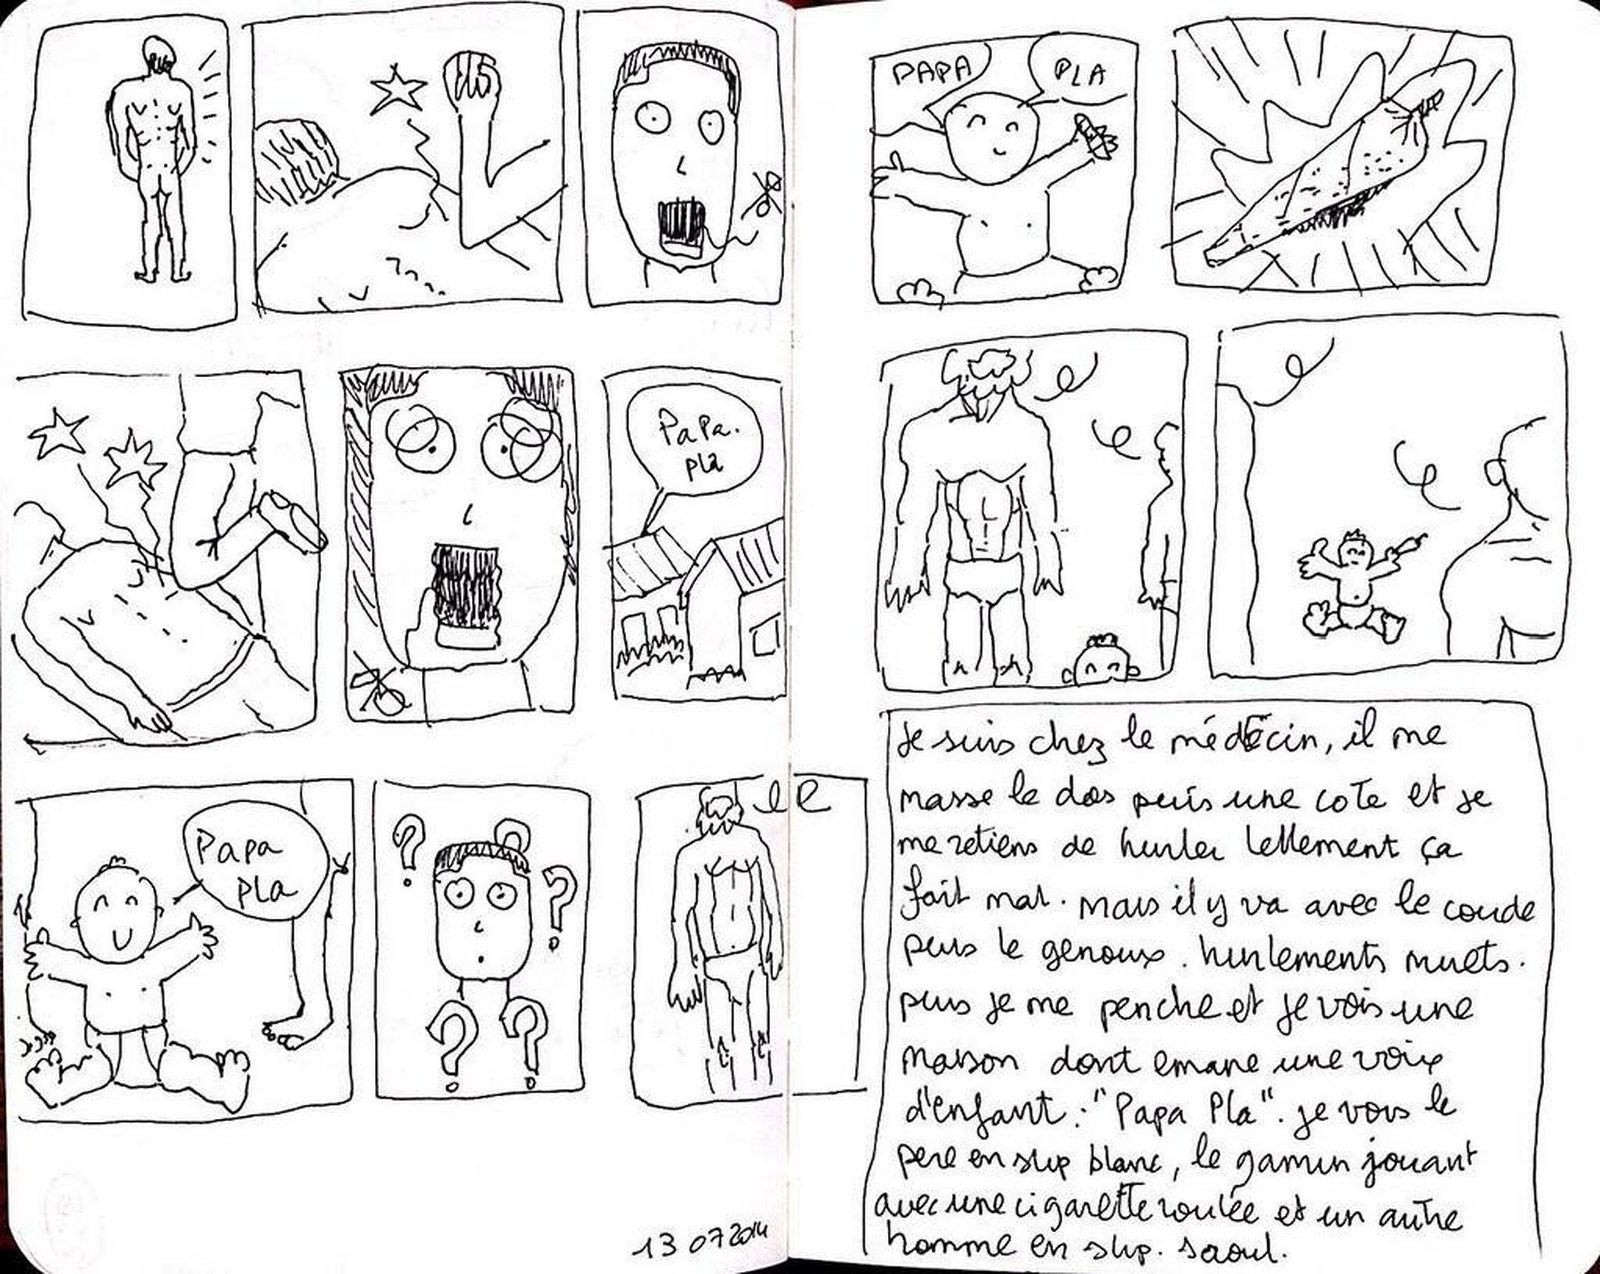 Papa.
pla
Papa
pla
13 07 2014
PAPA
PLA
Je suis chez le médecin, il me
masse le dos puis une cote et je
me retiens de hurler tellement ça
fait mal. mais il y va avec le coude
puis le genoux. hurlements muets.
puis je me penche et je vois une
maison dont emane une voix
d'enfant : "Papa Pla". je vois le
pere en slip blanc, le gamin jouant
avec une cigarette roulée et un autre
homme en slip. saoul.